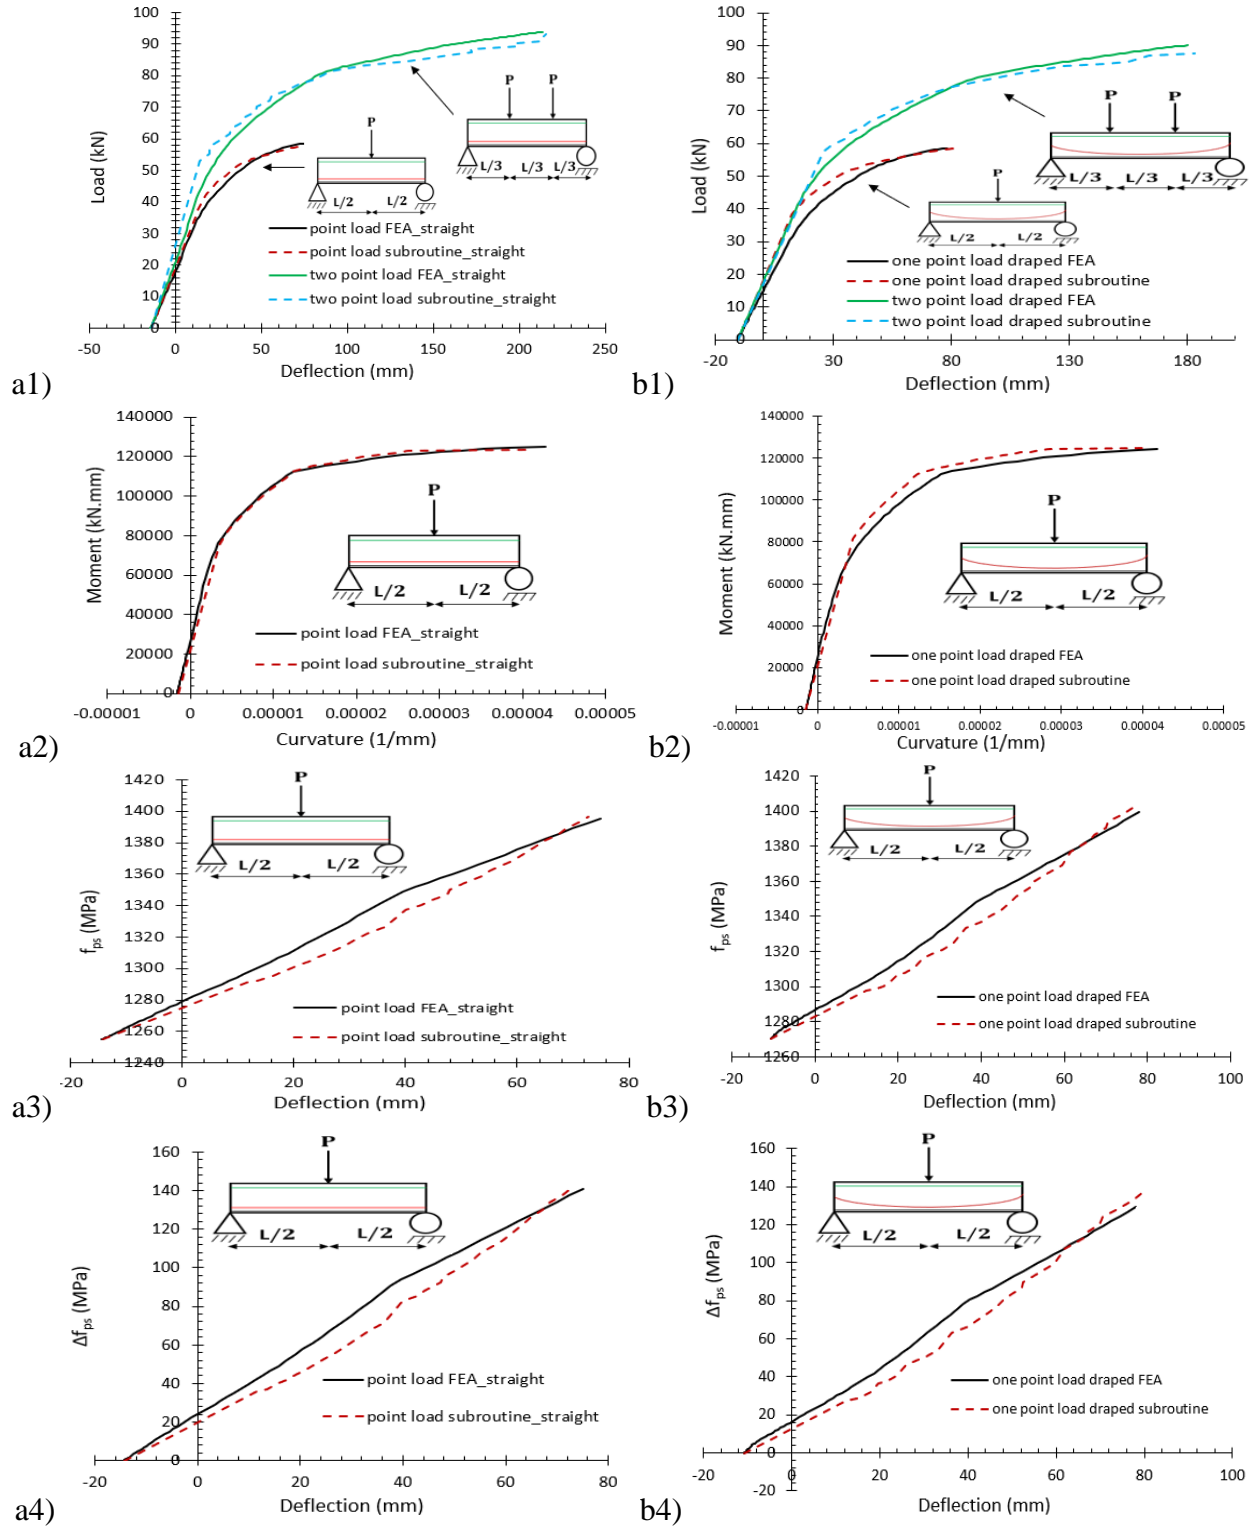 100
90
80
70
60
50
40
30
20
10
0
Load (kN)
-50 0 50 100 150 200 250
Deflection (mm)
P
L/2 L/2
P P
L/3 L/3 L/3
point load FEA_straight
point load subroutine_straight
two point load FEA_straight
two point load subroutine_straight
a1)
100
90
80
70
60
50
40
30
20
10
0
Load (kN)
-20 30 80 130 180
Deflection (mm)
P P
L/3 L/3 L/3
P
L/2 L/2
one point load draped FEA
one point load draped subroutine
two point load draped FEA
two point load draped subroutine
b1)
140000
120000
100000
80000
60000
40000
20000
0
Moment (kN.mm)
-0.00001 0 0.00001 0.00002 0.00003 0.00004 0.00005
Curvature (1/mm)
P
L/2 L/2
point load FEA_straight
point load subroutine_straight
a2)
140000
120000
100000
80000
60000
40000
20000
0
Moment (kN.mm)
-0.00001 0 0.00001 0.00002 0.00003 0.00004 0.00005
Curvature (1/mm)
P
L/2 L/2
one point load draped FEA
one point load draped subroutine
b2)
1420
1400
1380
1360
1340
1320
1300
1280
1260
1240
fps (MPa)
-20 0 20 40 60 80
Deflection (mm)
P
L/2 L/2
point load FEA_straight
point load subroutine_straight
a3)
1420
1400
1380
1360
1340
1320
1300
1280
1260
fps (MPa)
-20 0 20 40 60 80 100
Deflection (mm)
P
L/2 L/2
one point load draped FEA
one point load draped subroutine
b3)
160
140
120
100
80
60
40
20
0
Δfps (MPa)
-20 0 20 40 60 80
Deflection (mm)
P
L/2 L/2
point load FEA_straight
point load subroutine_straight
a4)
160
140
120
100
80
60
40
20
0
-20
Δfps (MPa)
-20 0 20 40 60 80 100
Deflection (mm)
P
L/2 L/2
one point load draped FEA
one point load draped subroutine
b4)